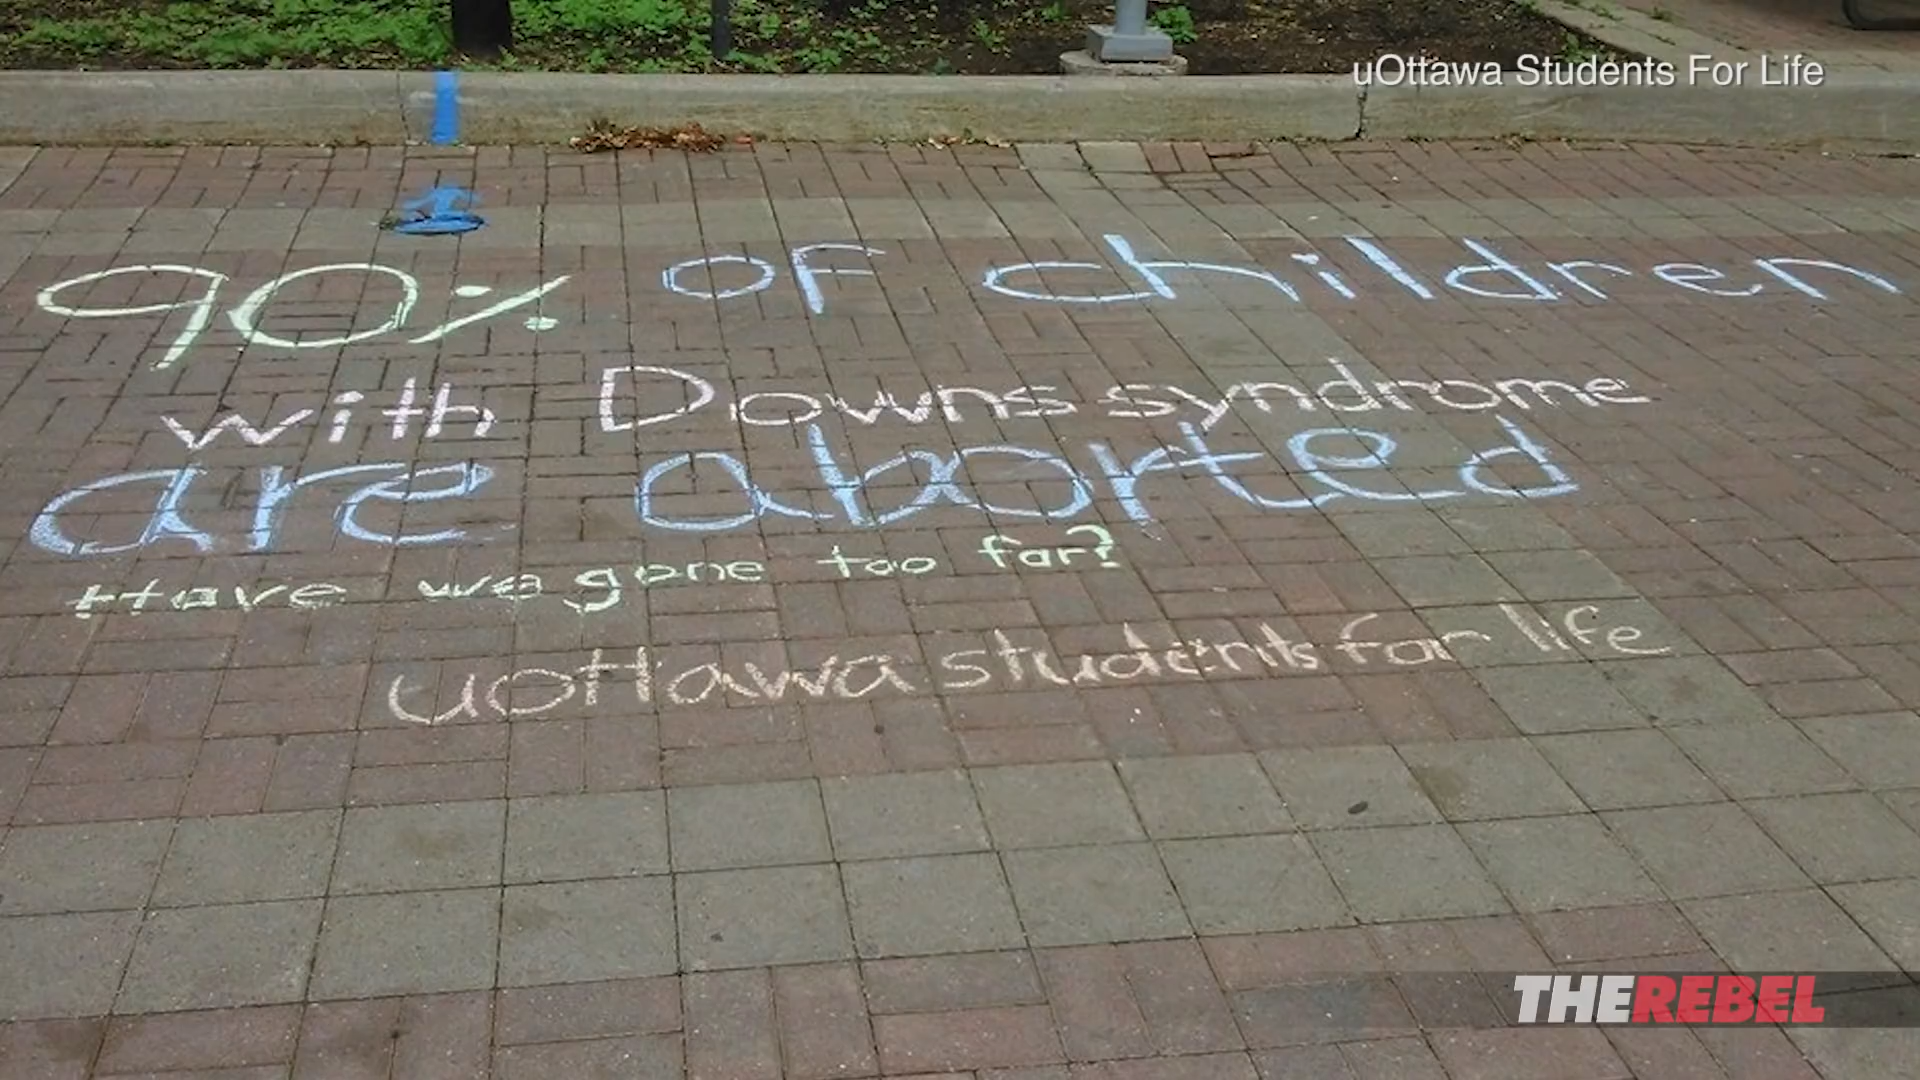 uOttawa Students For Life
90% of children
with Downs syndrome
are aborted
Have we gone too far?
uOttawa students for life
THEREBEL